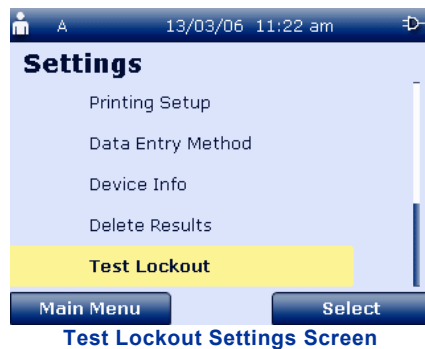 A 13/03/06 11:22 am
Settings
Printing Setup
Data Entry Method
Device Info
Delete Results
Test Lockout
Main Menu Select
Test Lockout Settings Screen